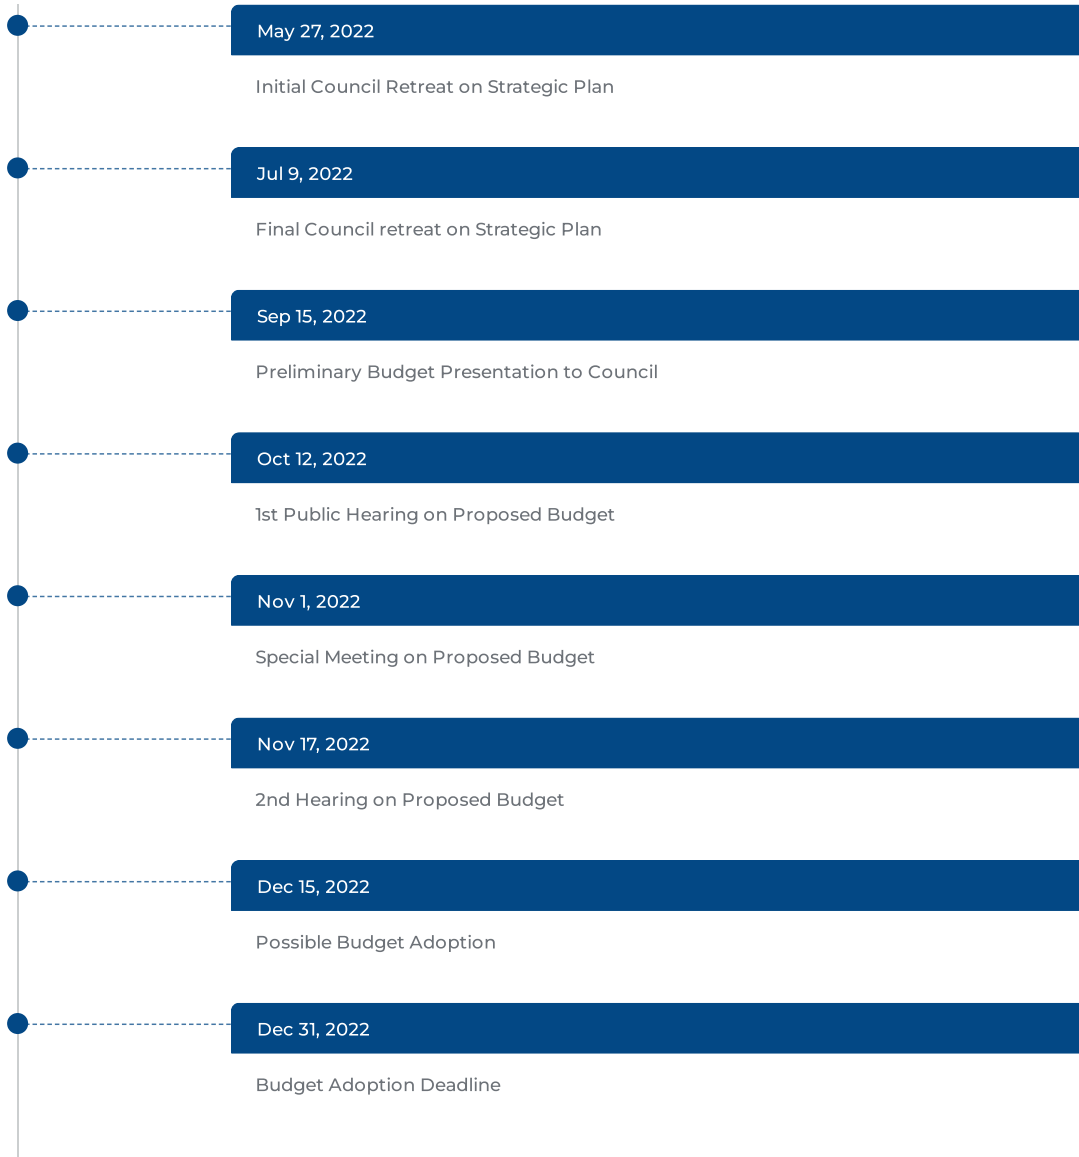 May 27, 2022
Initial Council Retreat on Strategic Plan
Jul 9, 2022
Final Council retreat on Strategic Plan
Sep 15, 2022
Preliminary Budget Presentation to Council
Oct 12, 2022
1st Public Hearing on Proposed Budget
Nov 1, 2022
Special Meeting on Proposed Budget
Nov 17, 2022
2nd Hearing on Proposed Budget
Dec 15, 2022
Possible Budget Adoption
Dec 31, 2022
Budget Adoption Deadline